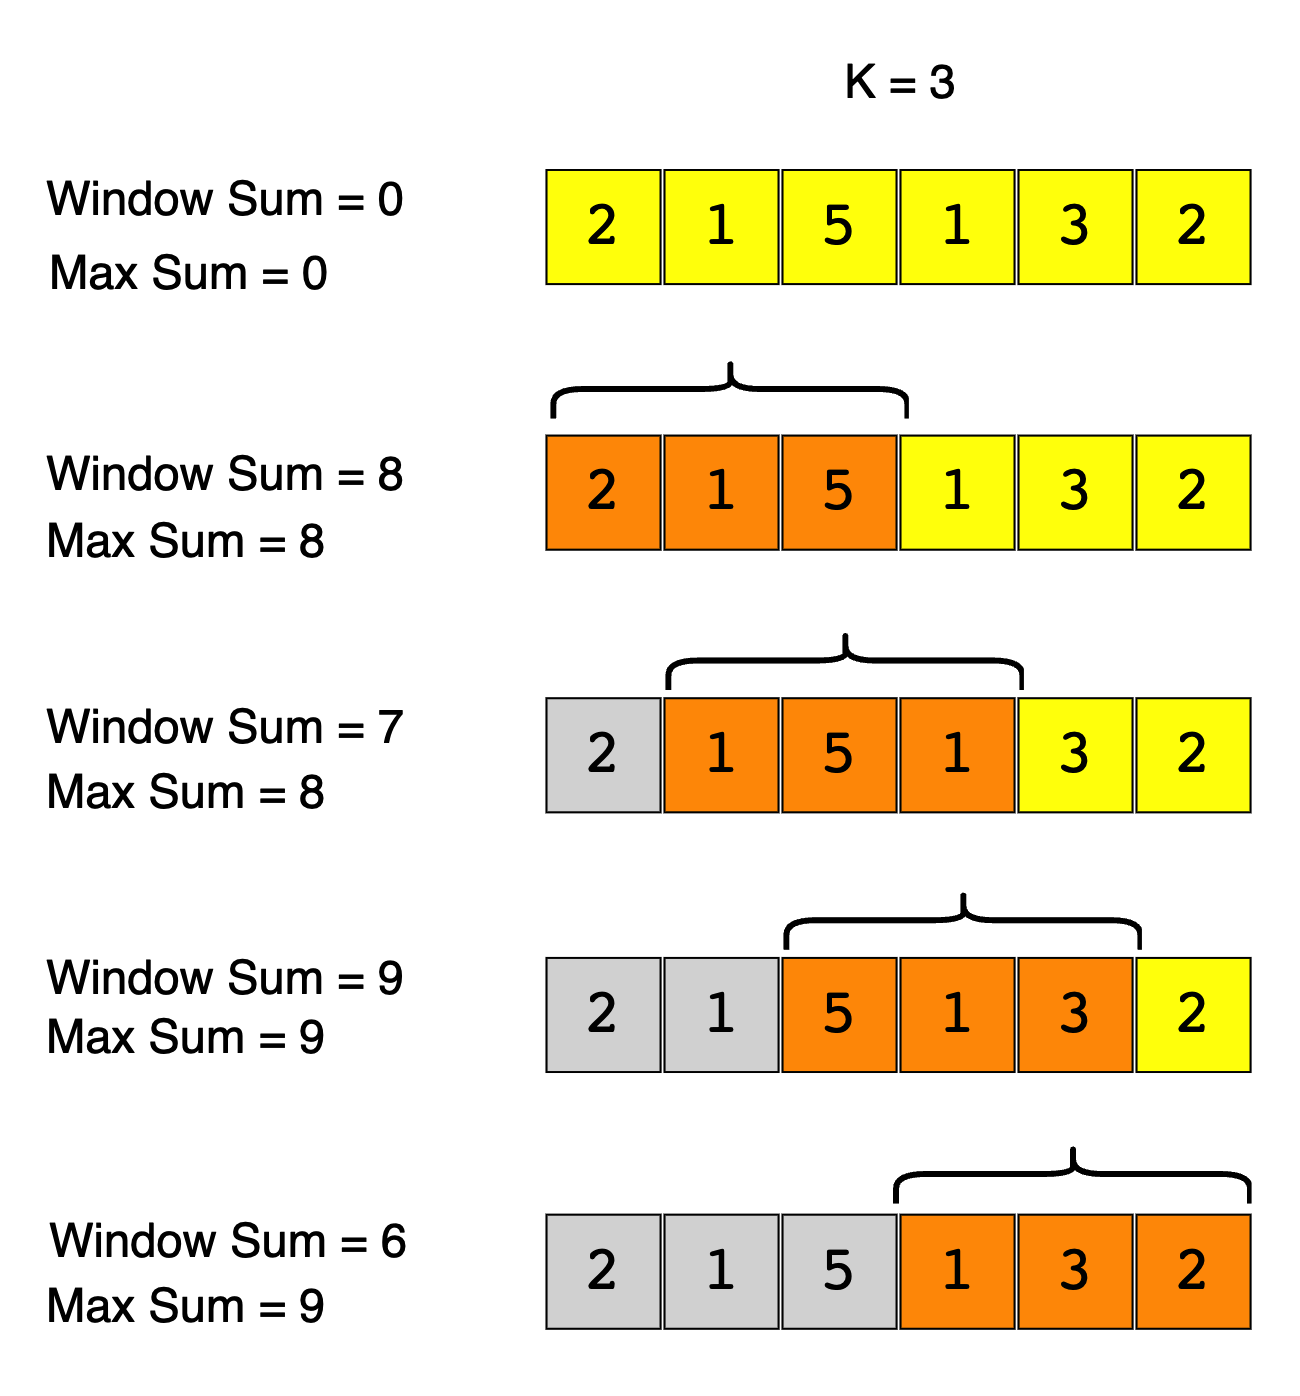 K = 3
Window Sum = 0
Max Sum = 0
2 1 5 1 3 2
Window Sum = 8
Max Sum = 8
2 1 5 1 3 2
Window Sum = 7
Max Sum = 8
2 1 5 1 3 2
Window Sum = 9
Max Sum = 9
2 1 5 1 3 2
Window Sum = 6
Max Sum = 9
2 1 5 1 3 2